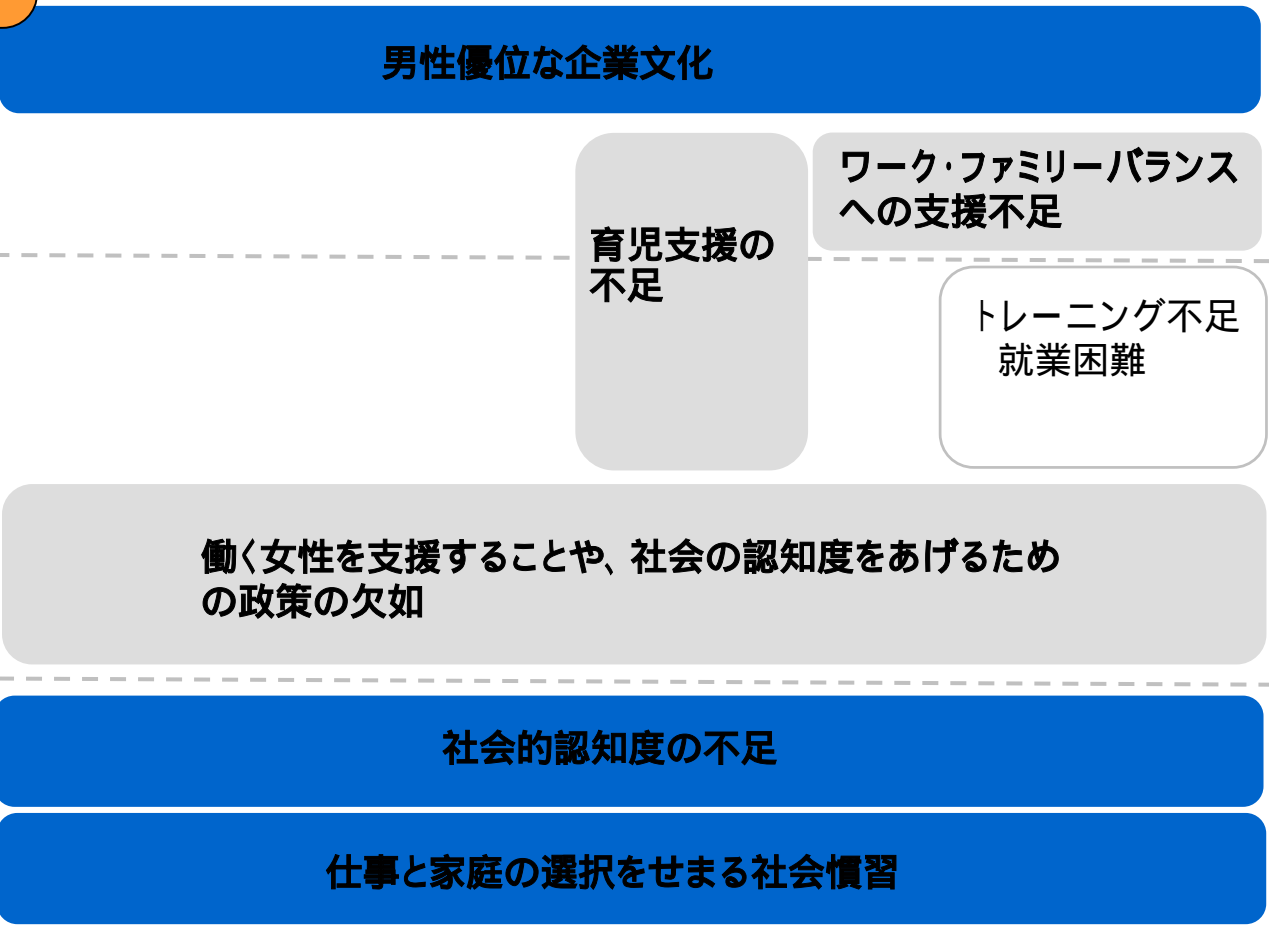 男性優位な企業文化
ワーク・ファミリーバランス
への支援不足
育児支援の
不足
トレーニング不足
就業困難
働く女性を支援することや、社会の認知度をあげるため
の政策の欠如
社会的認知度の不足
仕事と家庭の選択をせまる社会慣習